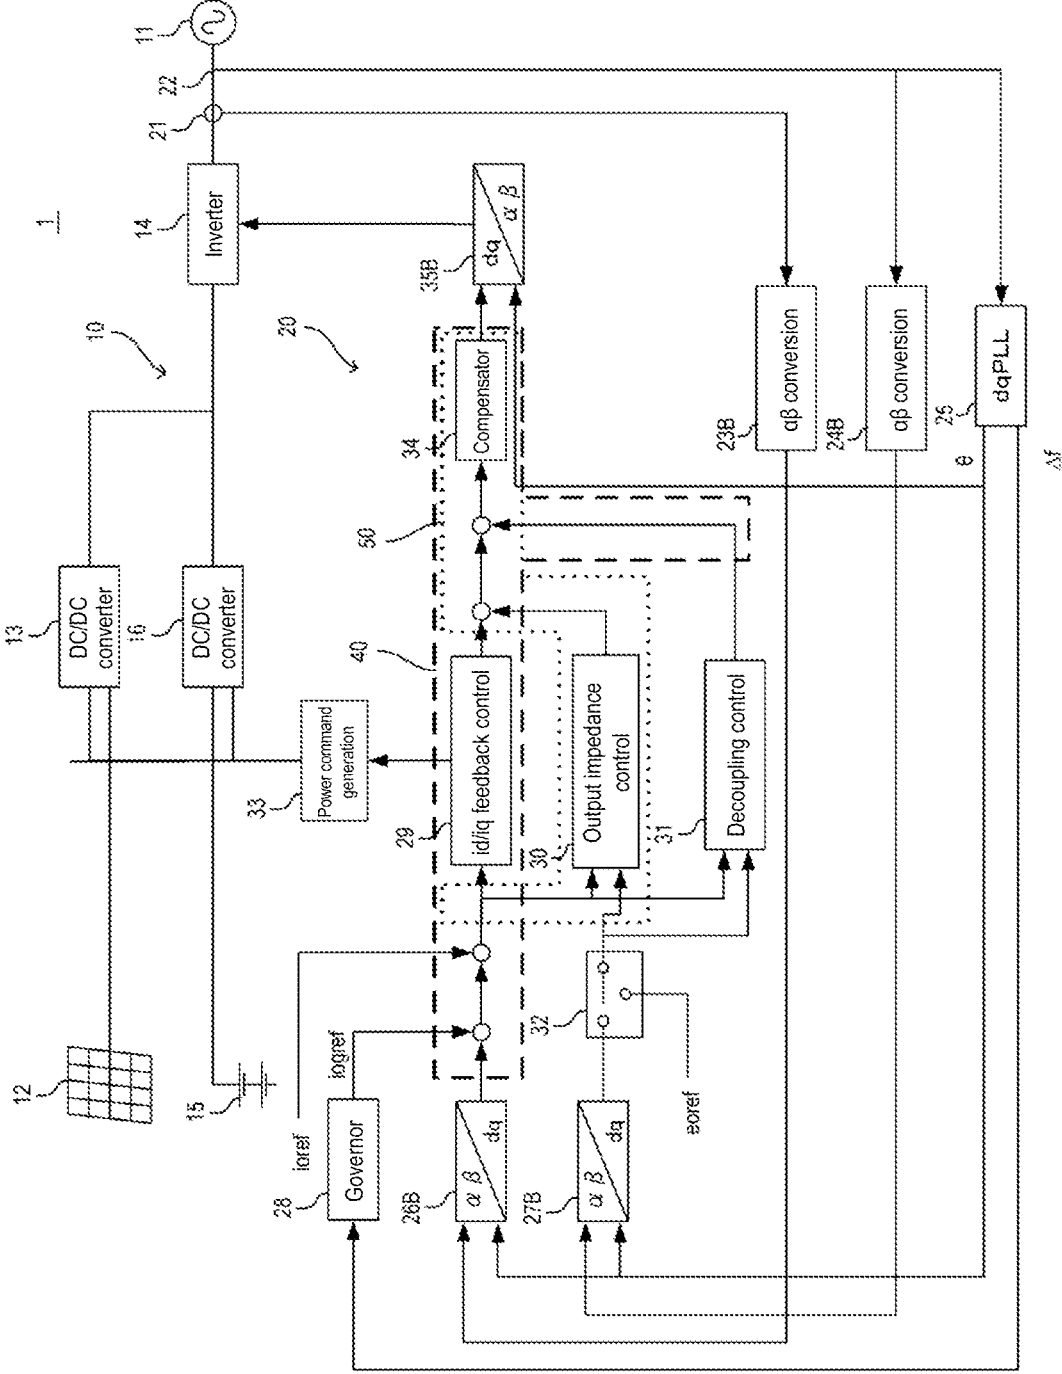 1
10
20
11
22
21
Inverter
14
DC/DC
converter
13
DC/DC
converter
16
12
15
Power command
generation
33
dq
α β
35B
Compensator
34
50
40
id/iq feedback control
29
Output impedance
control
30
Decoupling control
31
32
eoref
ioref
iogref
Governor
28
α β
dq
26B
α β
dq
27B
αβ conversion
23B
αβ conversion
24B
dqPLL
25
θ
Δf